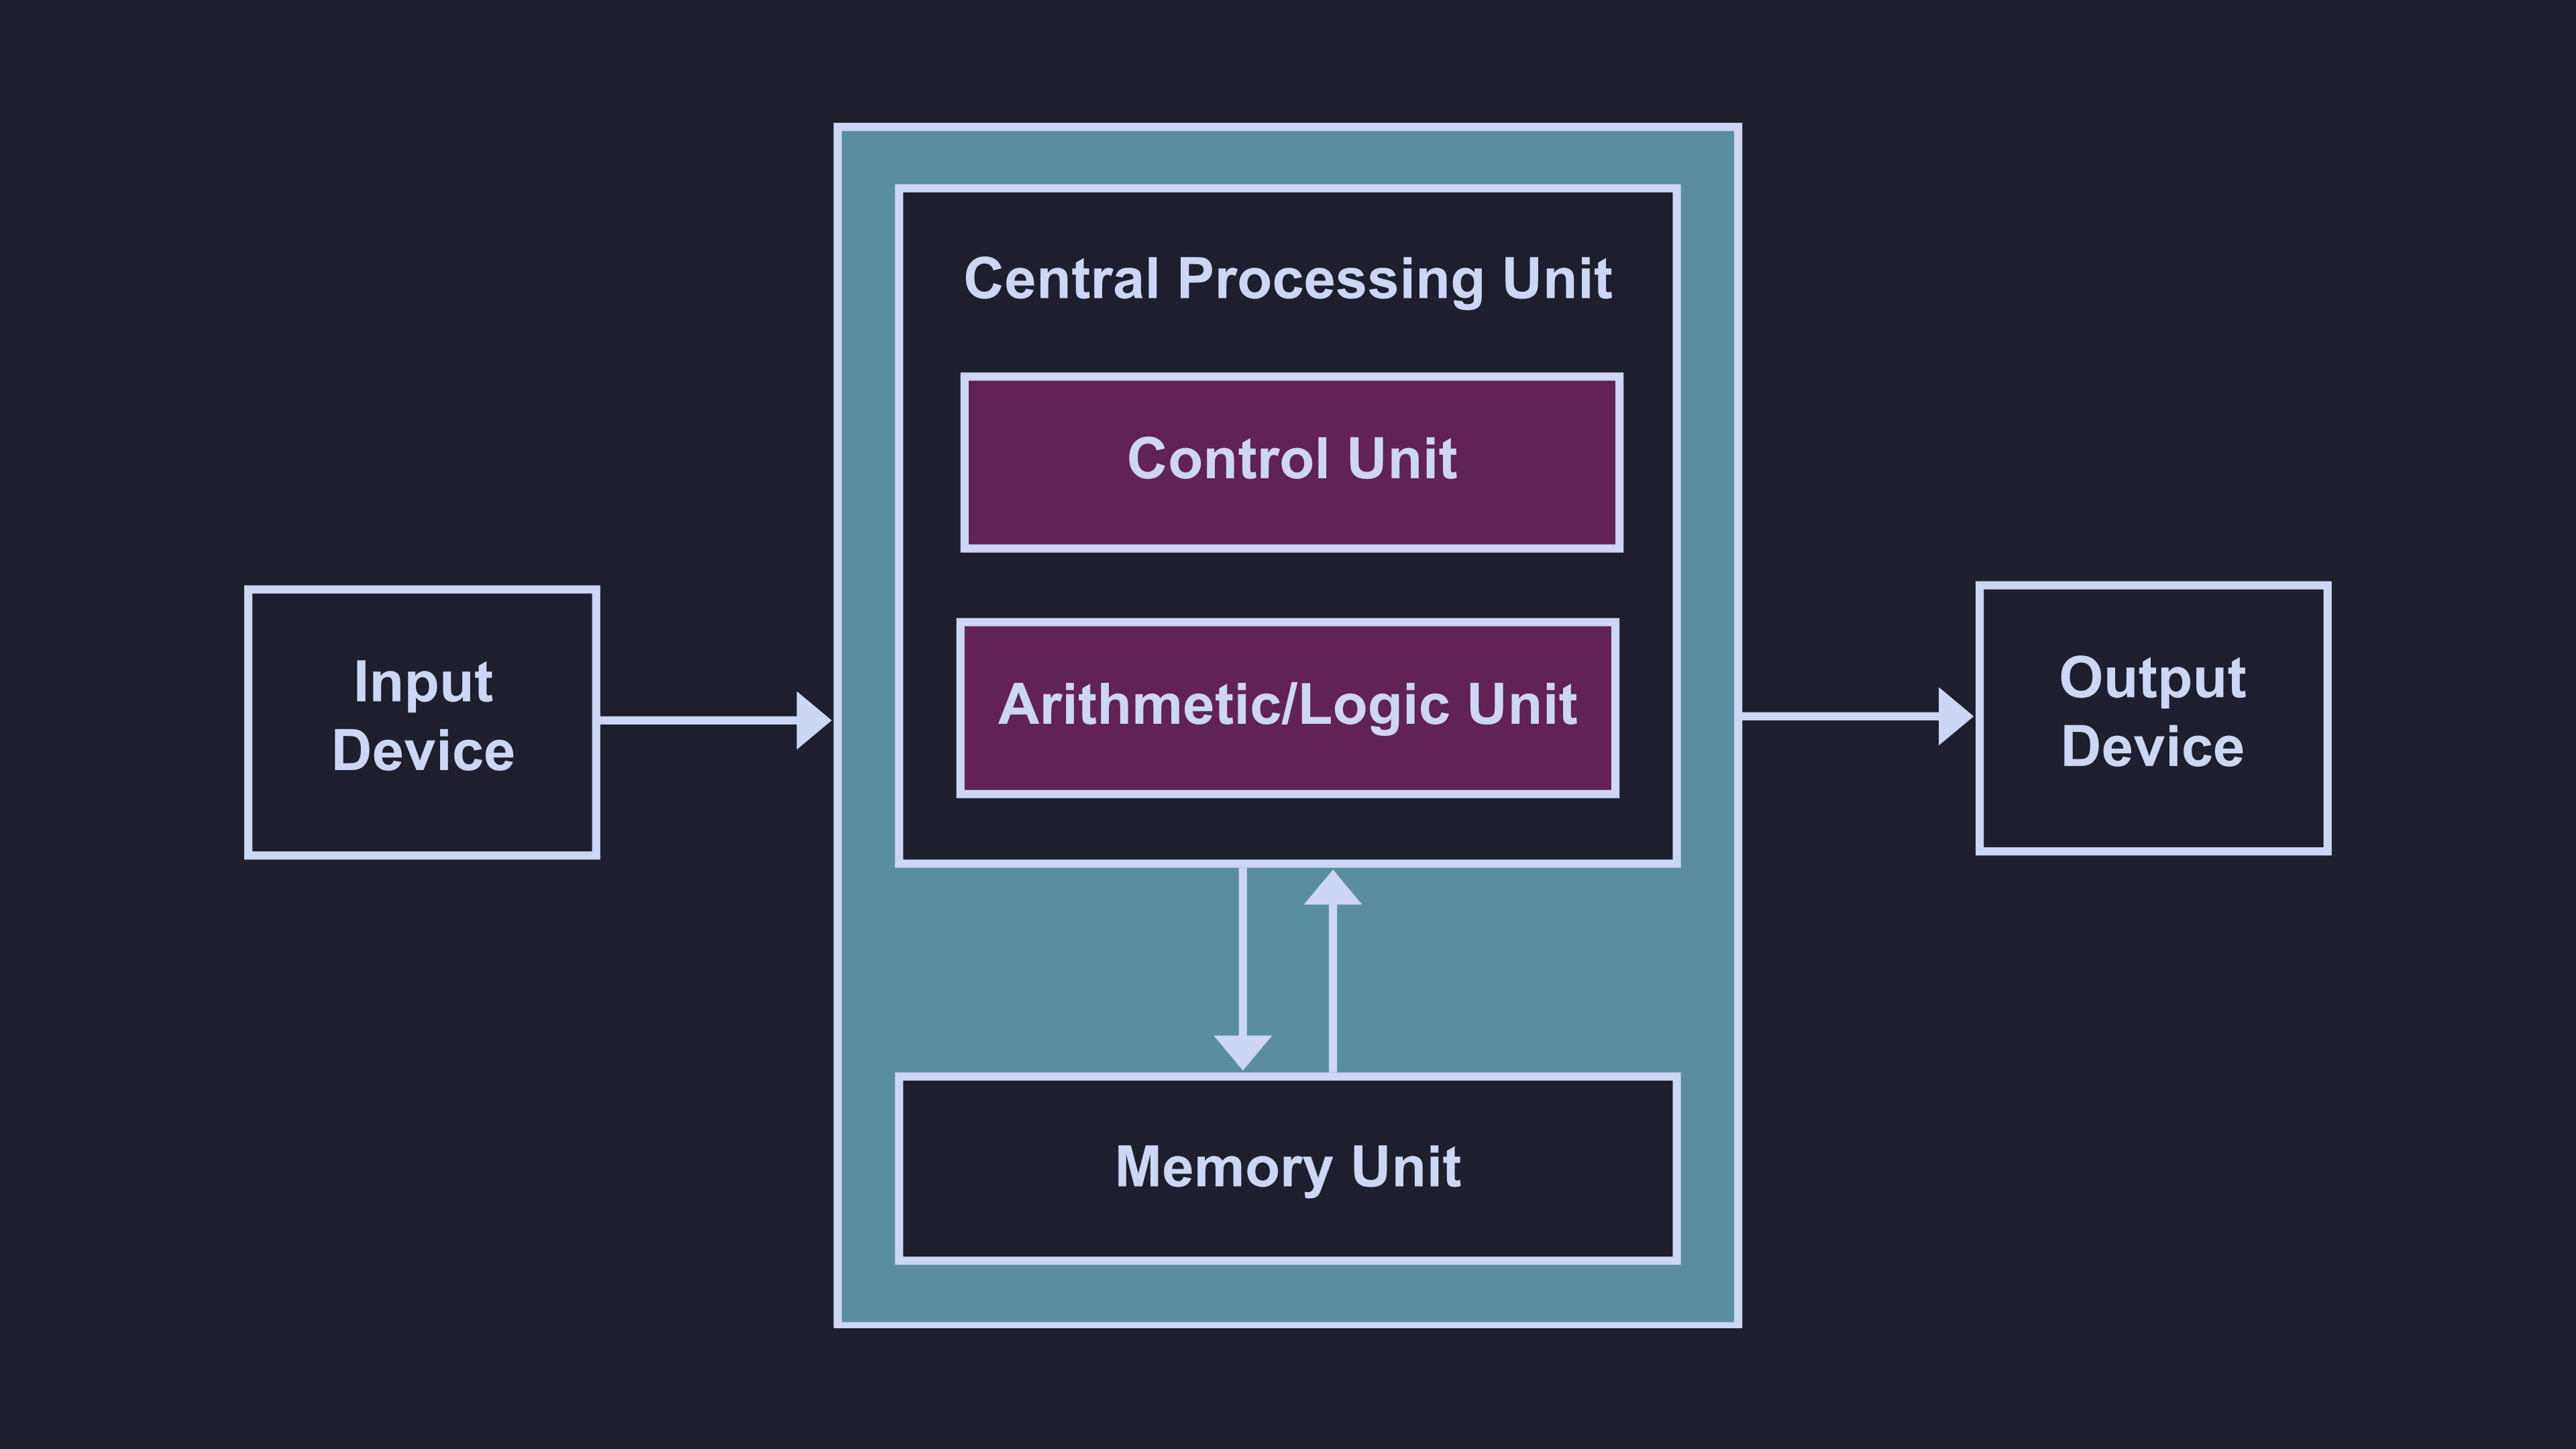 Central Processing Unit
Control Unit
Input
Device
Arithmetic/Logic Unit
Output
Device
Memory Unit